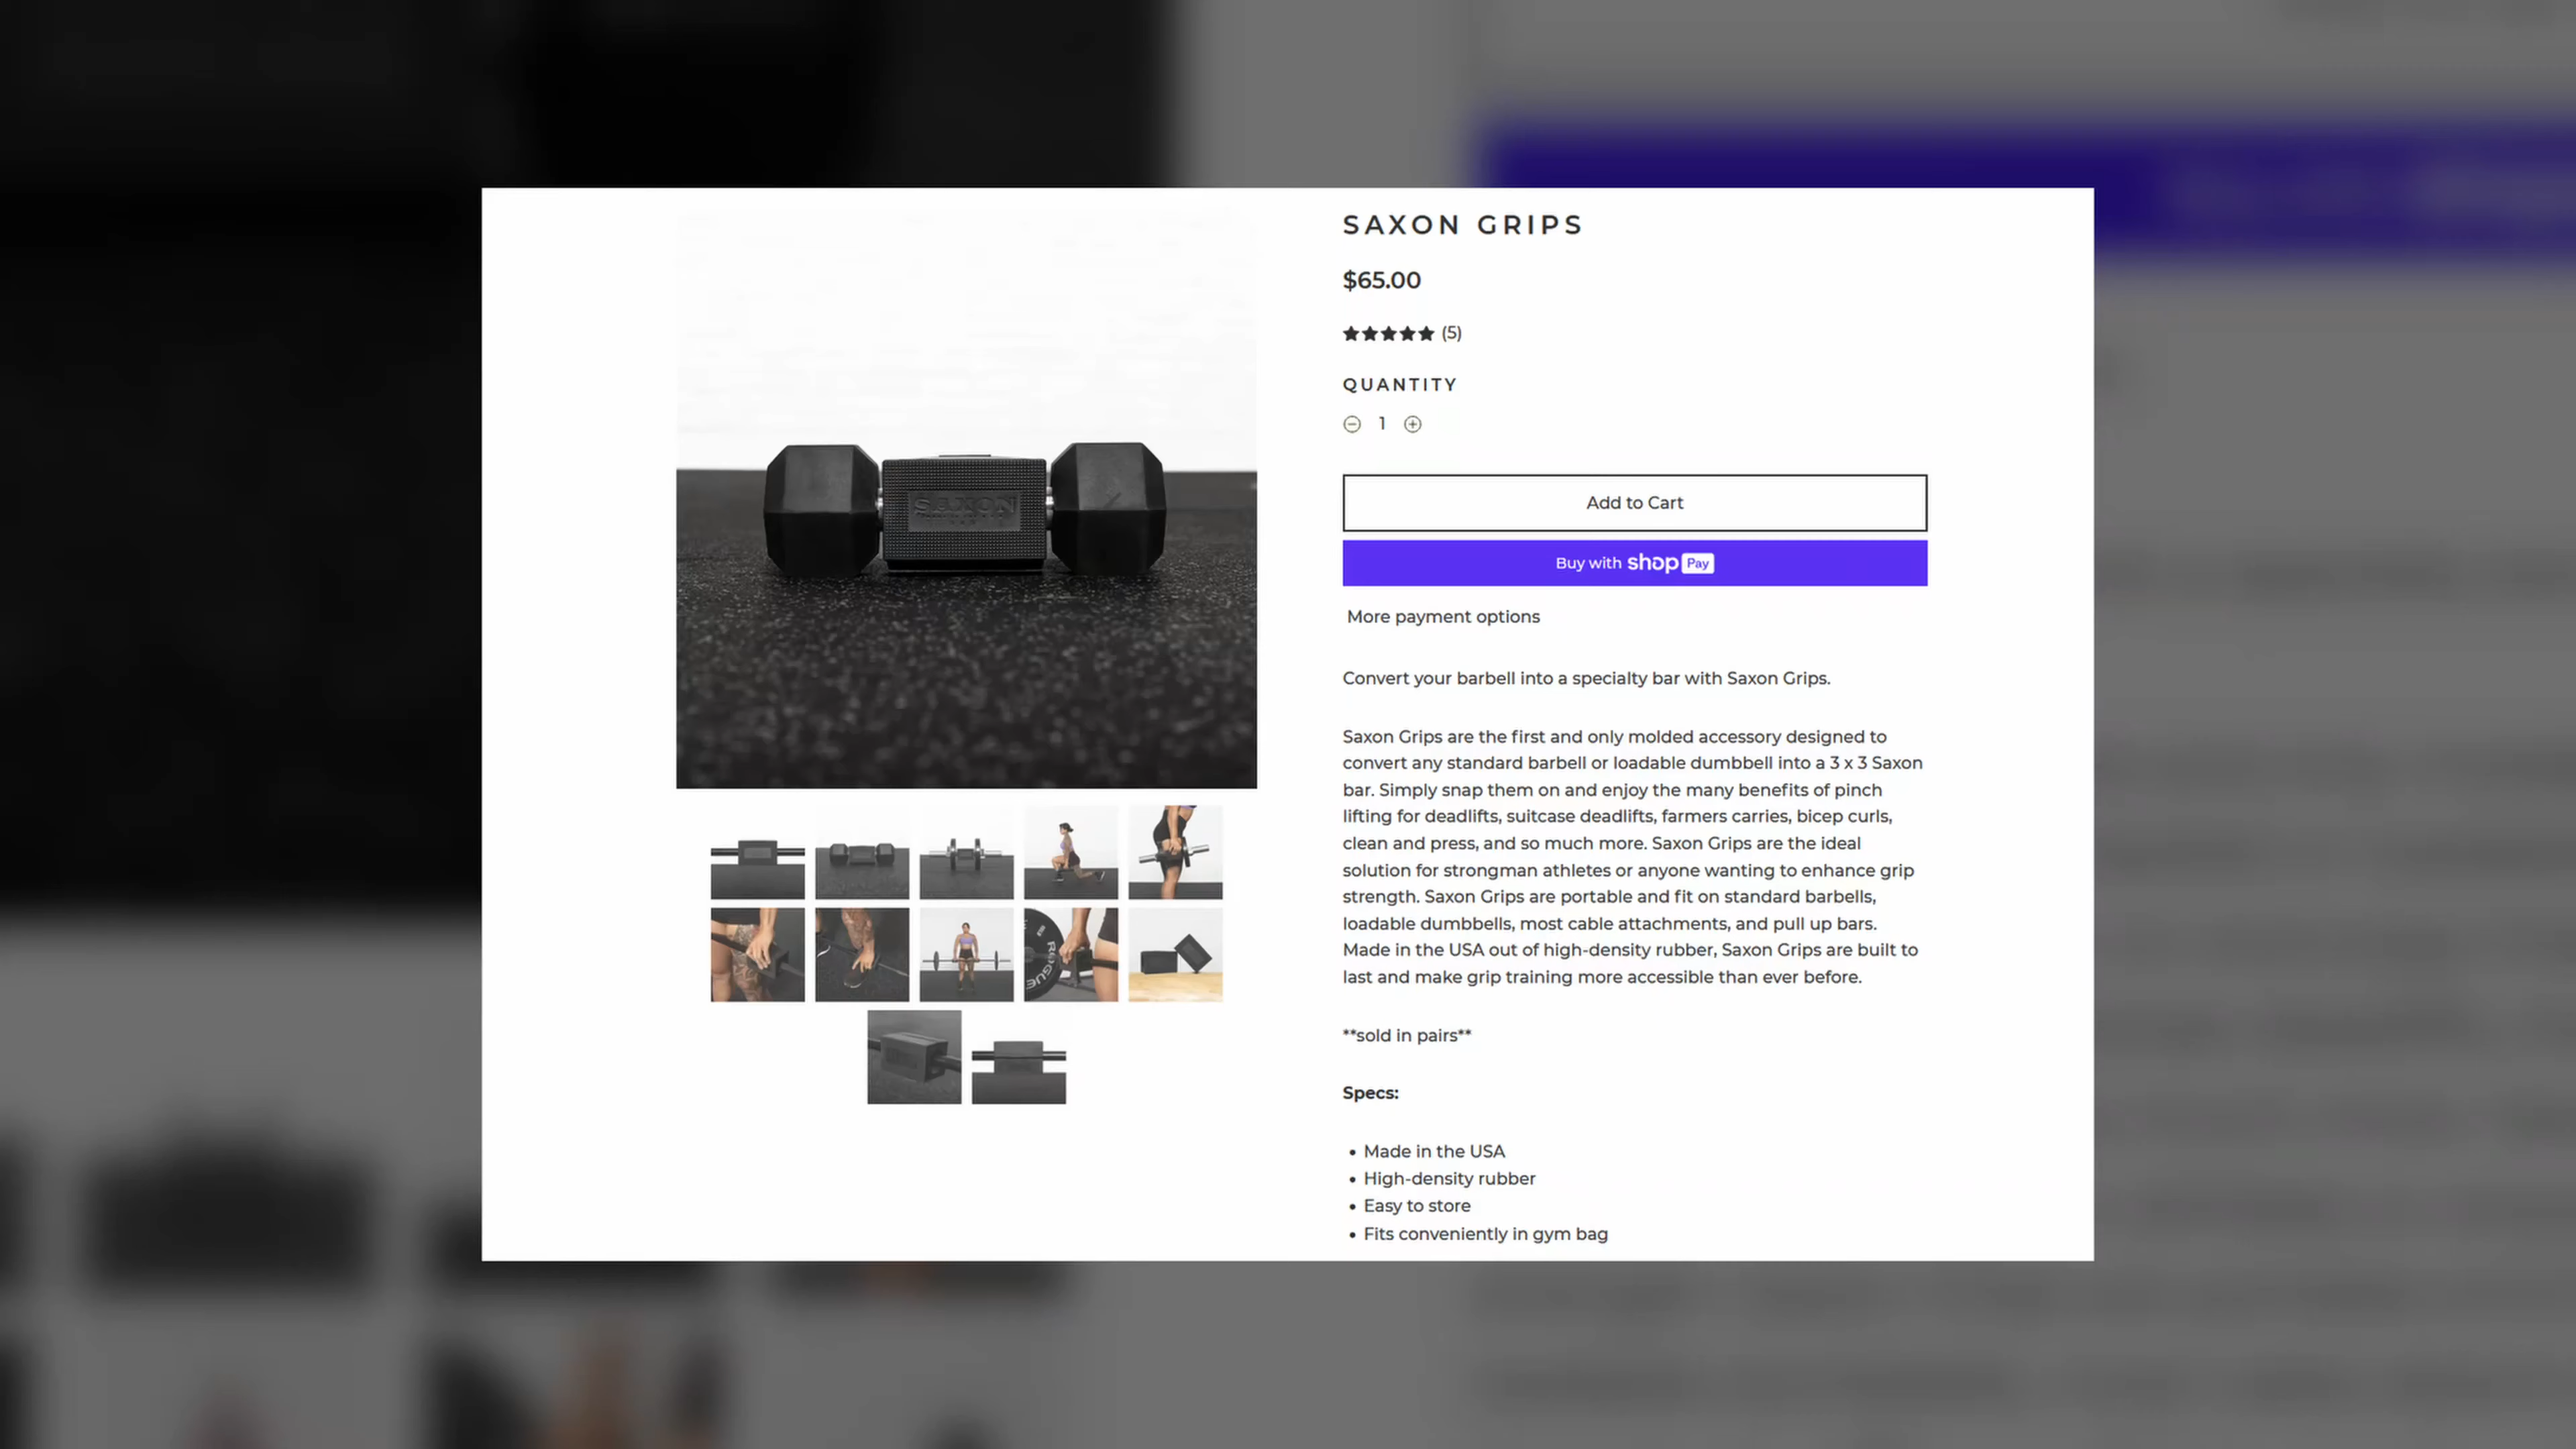 SAXON GRIPS
$65.00
(5)
QUANTITY
1
Add to Cart
Buy with shop Pay
More payment options
Convert your barbell into a specialty bar with Saxon Grips.
Saxon Grips are the first and only molded accessory designed to
convert any standard barbell or loadable dumbbell into a 3 x 3 Saxon
bar. Simply snap them on and enjoy the many benefits of pinch
lifting for deadlifts, suitcase deadlifts, farmers carries, bicep curls,
clean and press, and so much more. Saxon Grips are the ideal
solution for strongman athletes or anyone wanting to enhance grip
strength. Saxon Grips are portable and fit on standard barbells,
loadable dumbbells, most cable attachments, and pull up bars.
Made in the USA out of high-density rubber, Saxon Grips are built to
last and make grip training more accessible than ever before.
**sold in pairs**
Specs:
• Made in the USA
• High-density rubber
• Easy to store
• Fits conveniently in gym bag
SAXON
ROGUE